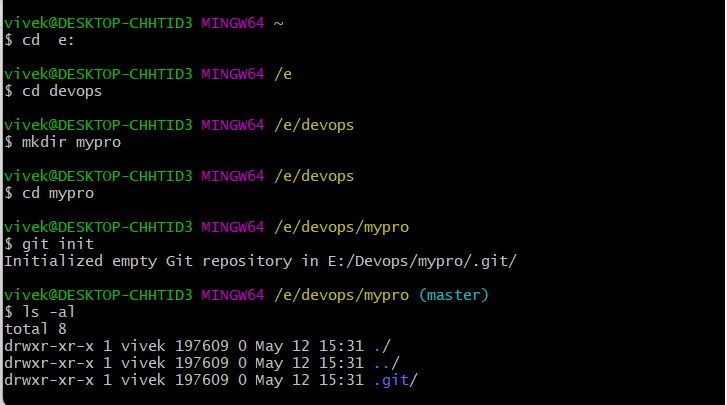 vivek@DESKTOP-CHHTID3 MINGW64 ~
$ cd  e:
vivek@DESKTOP-CHHTID3 MINGW64 /e
$ cd devops
vivek@DESKTOP-CHHTID3 MINGW64 /e/devops
$ mkdir mypro
vivek@DESKTOP-CHHTID3 MINGW64 /e/devops
$ cd mypro
vivek@DESKTOP-CHHTID3 MINGW64 /e/devops/mypro
$ git init
Initialized empty Git repository in E:/Devops/mypro/.git/
vivek@DESKTOP-CHHTID3 MINGW64 /e/devops/mypro (master)
$ ls -al
total 8
drwxr-xr-x 1 vivek 197609 0 May 12 15:31 ./
drwxr-xr-x 1 vivek 197609 0 May 12 15:31 ../
drwxr-xr-x 1 vivek 197609 0 May 12 15:31 .git/